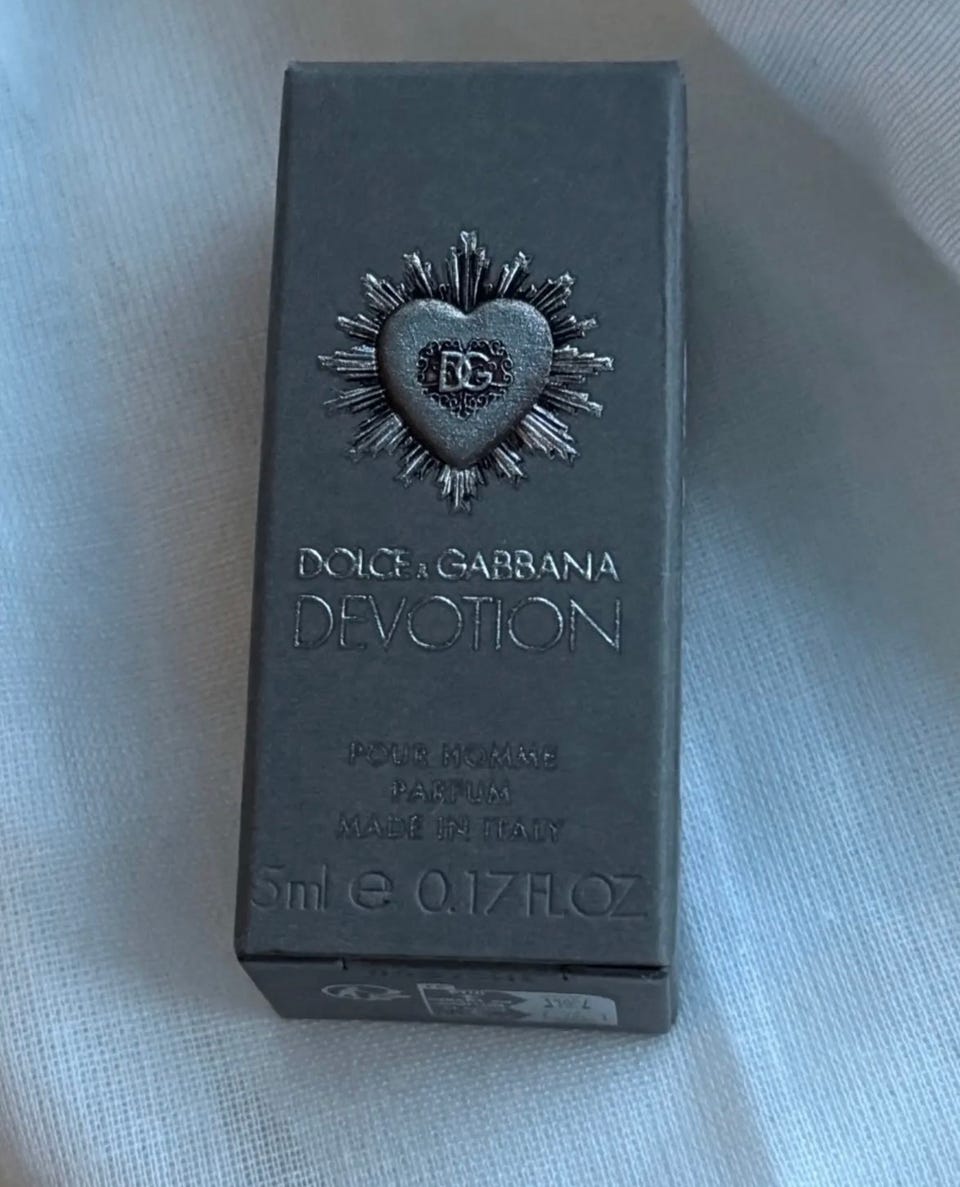 DG
DOLCE & GABBANA
DEVOTION
POUR HOMME
PARFUM
MADE IN ITALY
5ml e 0.17 FL.OZ.